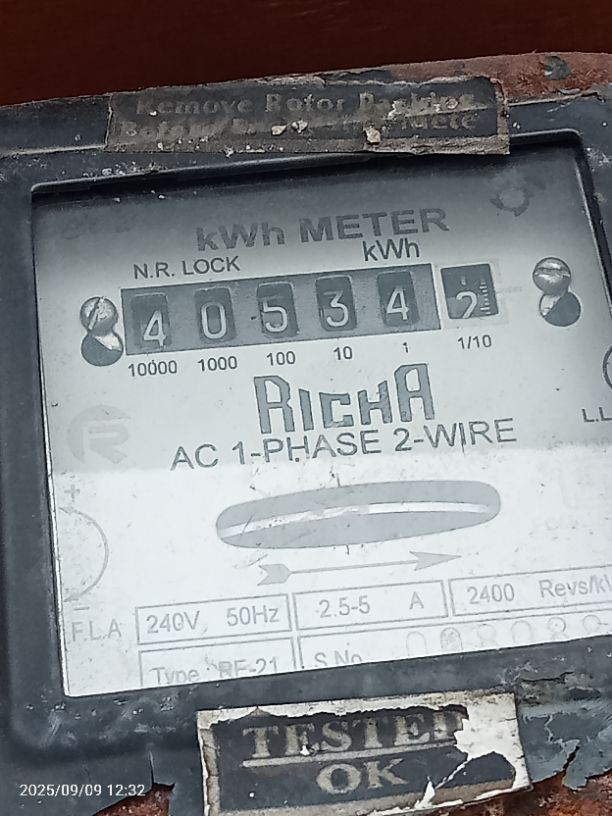 Remove Rotor Packing
kWh METER
N.R. LOCK kWh
4 0 5 3 4 2
10000 1000 100 10 1 1/10
RICHA
AC 1-PHASE 2-WIRE
L.L
+
-
F.L.A
240V, 50Hz 2.5-5 A 2400 Revs/k
Type RF-21 S.No.
TESTED
OK
2025/09/09 12:32